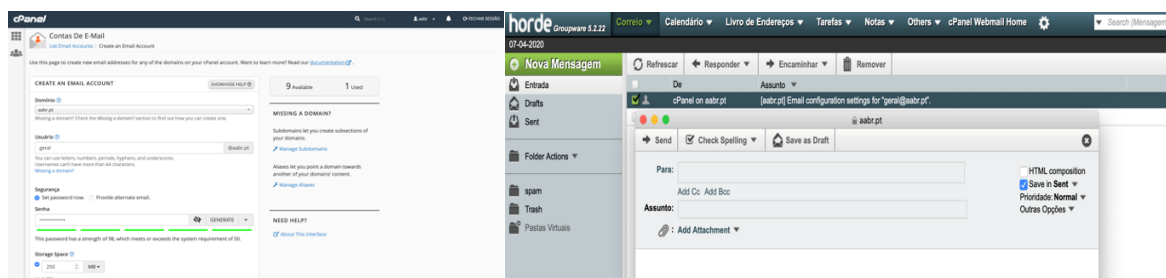 cPanel
Search ( / )
aabr
FECHAR SESSÃO
Contas De E-Mail
List Email Accounts / Create an Email Account
Use this page to create new email addresses for any of the domains on your cPanel account. Want to learn more? Read our documentation.
CREATE AN EMAIL ACCOUNT
SHOW/HIDE HELP
Domínio
aabr.pt
Missing a domain? Check the Missing a domain? section to find out how you can create one.
Usuário
geral
@aabr.pt
You can use letters, numbers, periods, hyphens, and underscores.
Usernames can't have more than 64 characters.
Missing a domain?
Segurança
Set password now.
Provide alternate email.
Senha
GENERATE
This password has a strength of 98, which meets or exceeds the system requirement of 50.
Storage Space
250
MB
9 Available
1 Used
MISSING A DOMAIN?
Subdomains let you create subsections of
your domains.
Manage Subdomains
Aliases let you point a domain towards
another of your domains' content.
Manage Aliases
NEED HELP?
About This Interface
horde Groupware 5.2.22
Correio
Calendário
Livro de Endereços
Tarefas
Notas
Others
cPanel Webmail Home
Search (Messages
07-04-2020
Nova Mensagem
Refrescar
Responder
Encaminhar
Remover
Entrada
Drafts
Sent
Folder Actions
spam
Trash
Pastas Virtuais
De
Assunto
cPanel on aabr.pt
[aabr.pt] Email configuration settings for “geral@aabr.pt”.
aabr.pt
Send
Check Spelling
Save as Draft
Para:
Add Cc Add Bcc
Assunto:
: Add Attachment
HTML composition
Save in Sent
Prioridade: Normal
Outras Opções